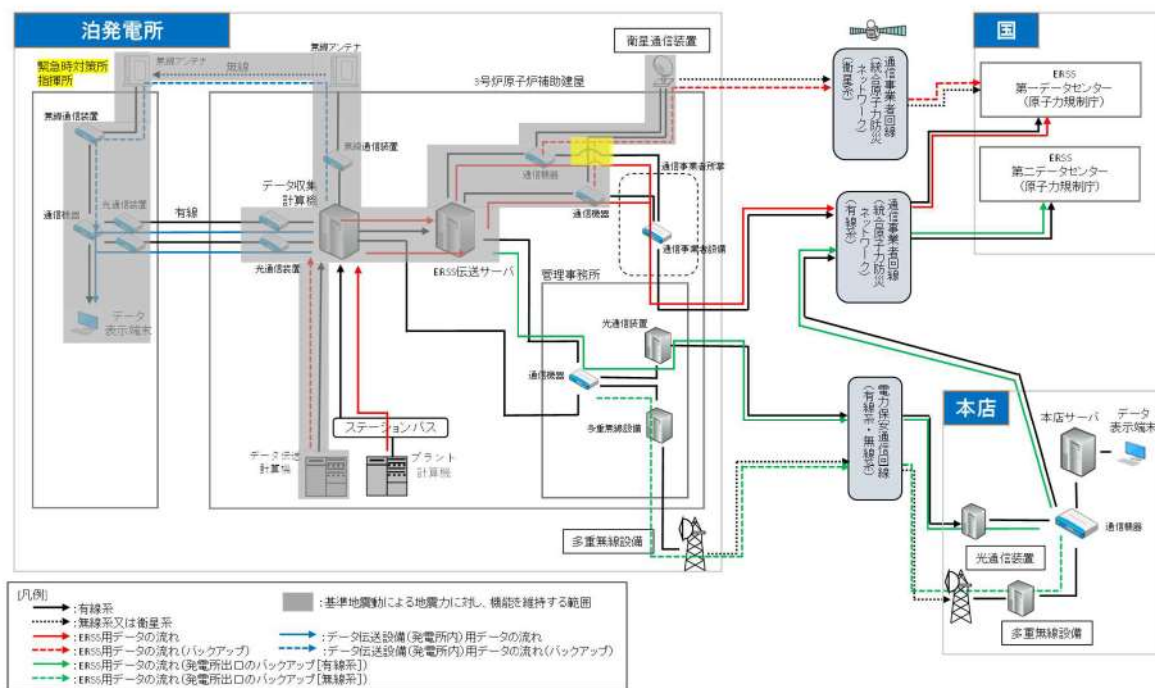 泊発電所
緊急時対策所
指揮所
無線アンテナ
無線
無線アンテナ
衛星通信装置
3号炉原子炉補助建屋
無線通信装置
無線通信装置
通信機器
通信事業者所掌
データ収集
計算機
通信機器
光通信装置
有線
通信機器
光通信装置
ERSS伝送サーバ
通信事業者設備
データ
表示端末
管理事務所
光通信装置
通信機器
ステーションバス
多重無線設備
データ伝送
計算機
プラント
計算機
多重無線設備
通信事業者回線
(統合原子力防災
ネットワーク)
(衛星系)
通信事業者回線
(統合原子力防災
ネットワーク)
(有線系)
電力保安通信回線
(有線系・無線系)
国
ERSS
第一データセンター
(原子力規制庁)
ERSS
第二データセンター
(原子力規制庁)
本店
本店サーバ
データ
表示端末
通信機器
光通信装置
多重無線設備
[凡例]
:有線系
:無線系又は衛星系
:ERSS用データの流れ
:ERSS用データの流れ(バックアップ)
:ERSS用データの流れ(発電所出口のバックアップ[有線系])
:ERSS用データの流れ(発電所出口のバックアップ[無線系])
:基準地震動による地震力に対し、機能を維持する範囲
:データ伝送設備(発電所内)用データの流れ
:データ伝送設備(発電所内)用データの流れ(バックアップ)